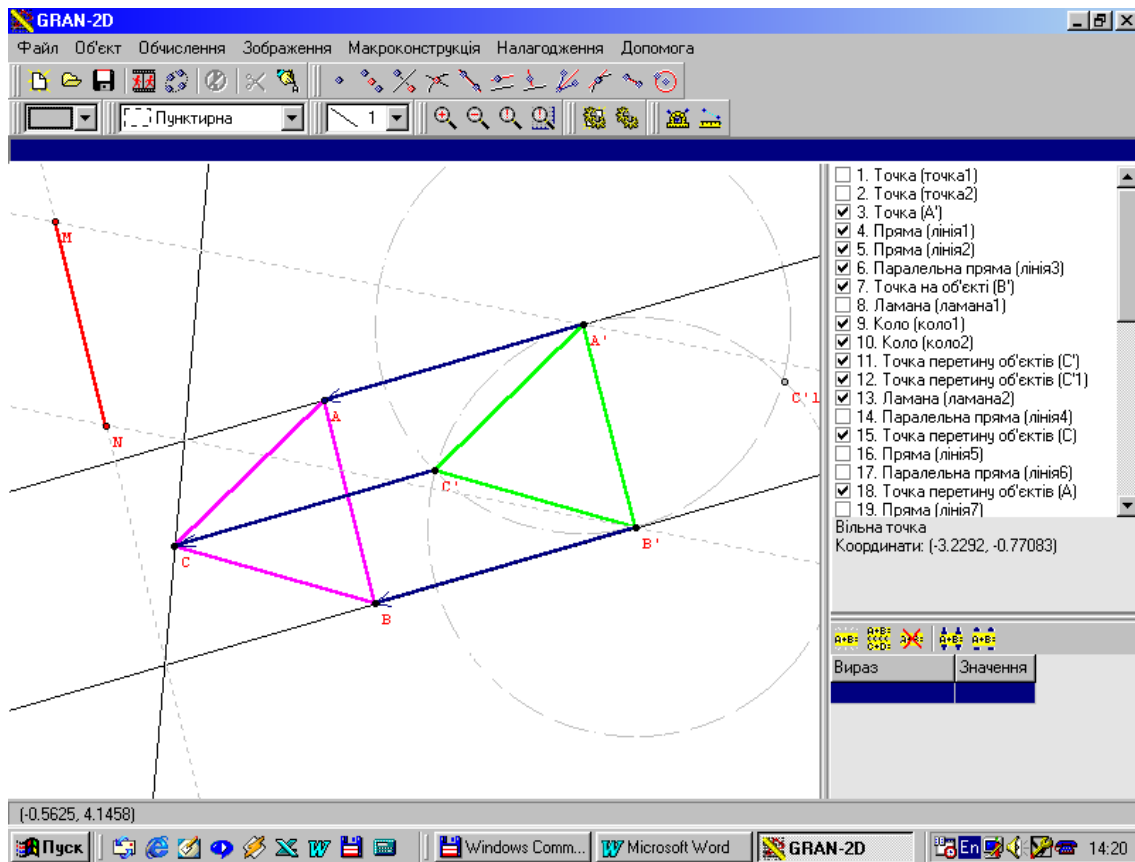 GRAN-2D
Файл Об'єкт Обчислення Зображення Макроконструкція Налагодження Допомога
Пунктирна 1
1. Точка (точка1)
2. Точка (точка2)
3. Точка (A')
4. Пряма (лінія1)
5. Пряма (лінія2)
6. Паралельна пряма (лінія3)
7. Точка на об'єкті (B')
8. Ламана (ламана1)
9. Коло (коло1)
10. Коло (коло2)
11. Точка перетину об'єктів (C')
12. Точка перетину об'єктів (C'1)
13. Ламана (ламана2)
14. Паралельна пряма (лінія4)
15. Точка перетину об'єктів (C)
16. Пряма (лінія5)
17. Паралельна пряма (лінія6)
18. Точка перетину об'єктів (A)
19. Пряма (лінія7)
Вільна точка
Координати: (-3.2292, -0.77083)
M
A'
C'1
A
N
C'
B'
C
B
A+B= A+B= <<<< C+D= A+B= A+B= A+B=
Вираз Значення
(-0.5625, 4.1458)
Пуск Windows Comm... Microsoft Word GRAN-2D En 14:20